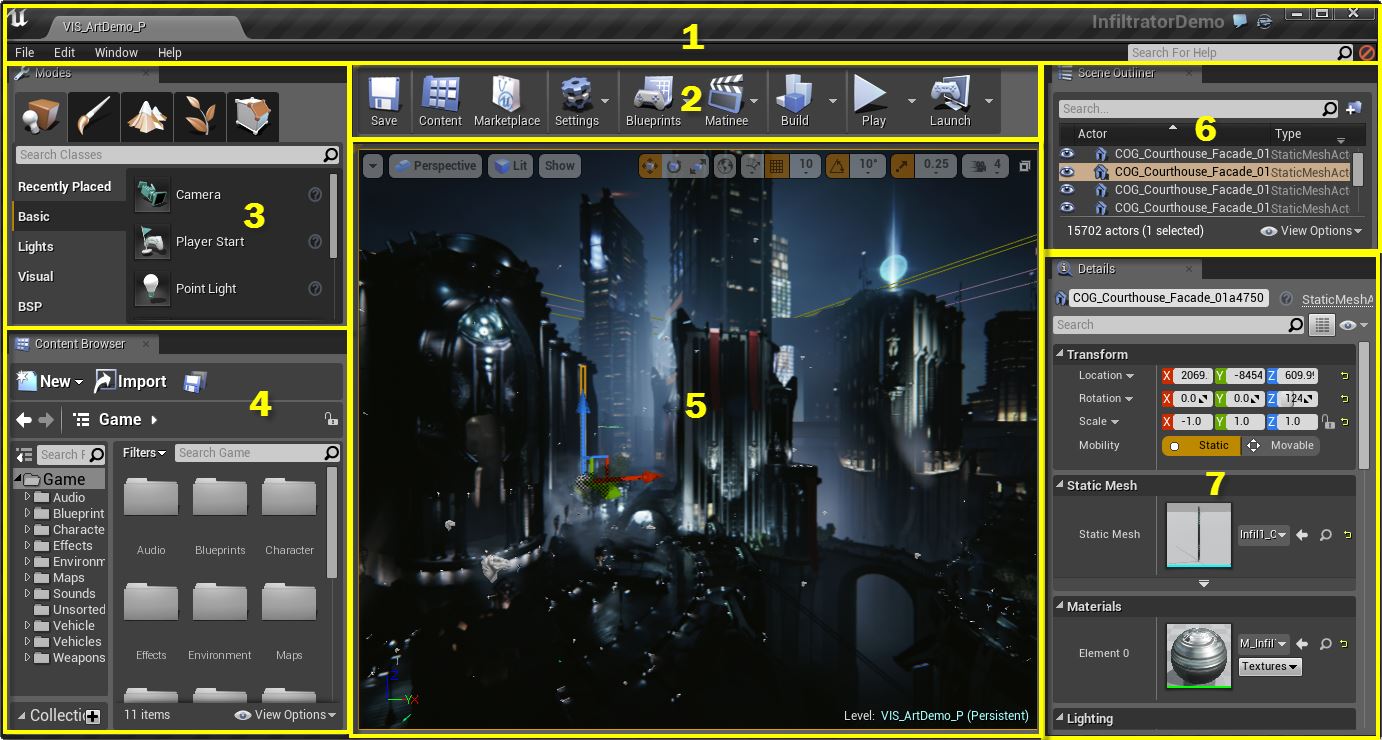 VIS_ArtDemo_P
InfiltratorDemo
File Edit Window Help
1
Search For Help
Modes
Search Classes
Recently Placed
Basic
Lights
Visual
BSP
Camera
Player Start
Point Light
3
Save
Content
Marketplace
Settings
Blueprints
2
Matinee
Build
Play
Launch
Content Browser
New
Import
4
Game
Filters
Search Game
Game
Audio
Blueprint
Characte
Effects
Environm
Maps
Sounds
Unsorted
Vehicle
Vehicles
Weapons
Collectic
Audio
Blueprints
Character
Effects
Environment
Maps
11 items
View Options
Perspective
Lit
Show
10
10°
0.25
4
5
Z
Y X
Level: VIS_ArtDemo_P (Persistent)
Scene Outliner
Search...
6
Actor
Type
COG_Courthouse_Facade_01 StaticMeshAct
COG_Courthouse_Facade_01 StaticMeshAct
COG_Courthouse_Facade_01 StaticMeshAct
COG_Courthouse_Facade_01 StaticMeshAct
15702 actors (1 selected)
View Options
Details
COG_Courthouse_Facade_01a4750
StaticMeshA
Search
Transform
Location X 2069. Y -8454 Z 609.9
Rotation X 0.0 Y 0.0 Z 124
Scale X -1.0 Y 1.0 Z 1.0
Mobility Static Movable
7
Static Mesh
Static Mesh
Infil1_C
Materials
Element 0
M_Infil
Textures
Lighting